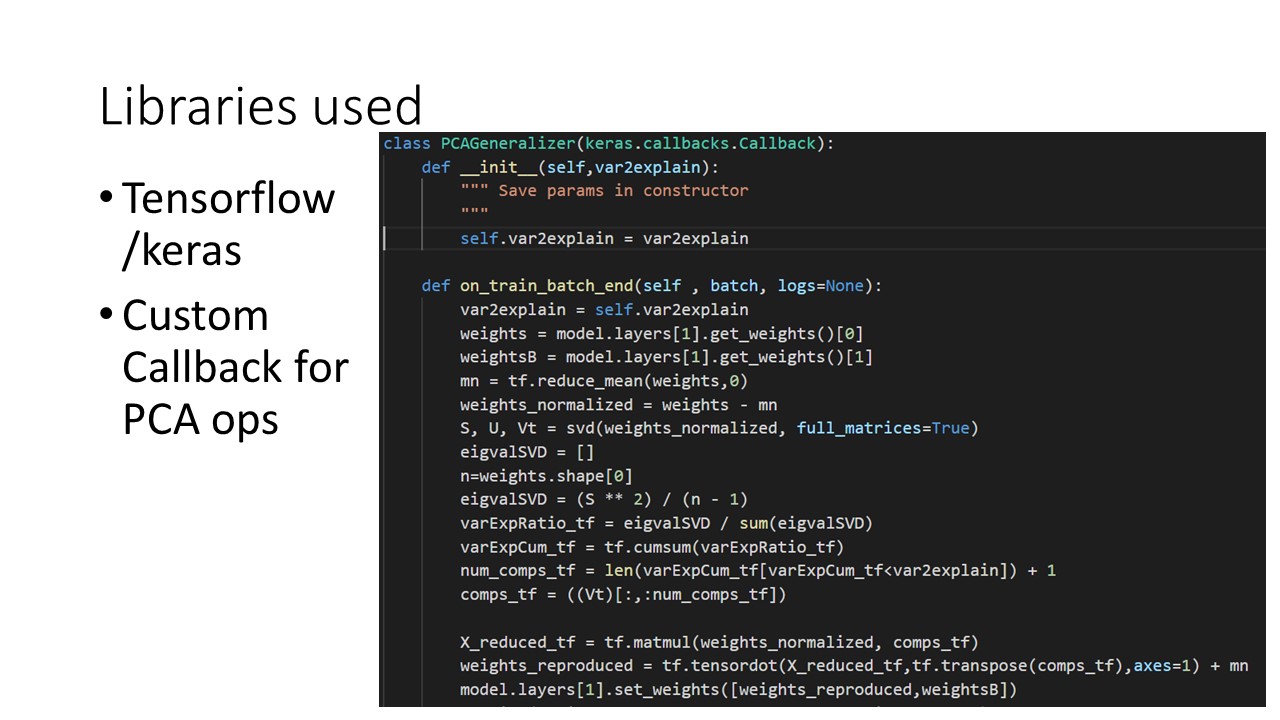 Libraries used
• Tensorflow
/keras
• Custom
Callback for
PCA ops
class PCAGeneralizer(keras.callbacks.Callback):
    def __init__(self,var2explain):
        """ Save params in constructor
        """
        self.var2explain = var2explain
    def on_train_batch_end(self , batch, logs=None):
        var2explain = self.var2explain
        weights = model.layers[1].get_weights()[0]
        weightsB = model.layers[1].get_weights()[1]
        mn = tf.reduce_mean(weights,0)
        weights_normalized = weights - mn
        S, U, Vt = svd(weights_normalized, full_matrices=True)
        eigvalSVD = []
        n=weights.shape[0]
        eigvalSVD = (S ** 2) / (n - 1)
        varExpRatio_tf = eigvalSVD / sum(eigvalSVD)
        varExpCum_tf = tf.cumsum(varExpRatio_tf)
        num_comps_tf = len(varExpCum_tf[varExpCum_tf<var2explain]) + 1
        comps_tf = ((Vt)[:,:num_comps_tf])
        X_reduced_tf = tf.matmul(weights_normalized, comps_tf)
        weights_reproduced = tf.tensordot(X_reduced_tf,tf.transpose(comps_tf),axes=1) + mn
        model.layers[1].set_weights([weights_reproduced,weightsB])